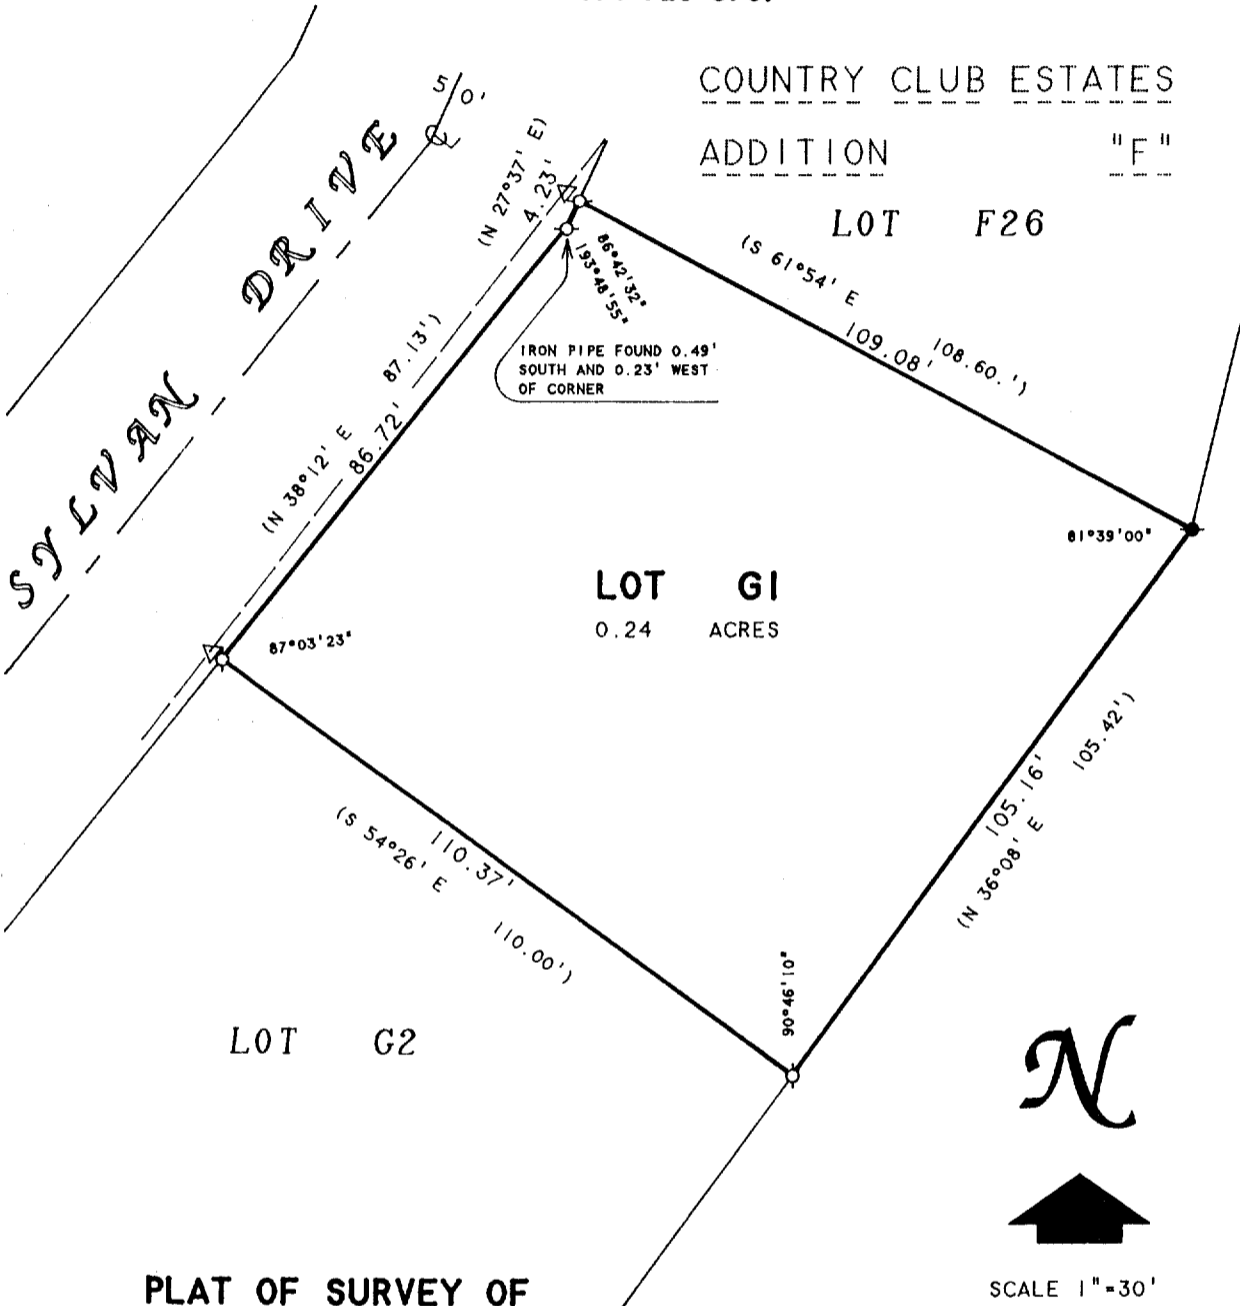 COUNTRY CLUB ESTATES
ADDITION "F"
LOT F26
50'
SYLVAN DRIVE
(N 27°37' E)
4.23'
86°42'32"
193°48'55"
(S 61°54' E 108.60.')
109.08'
IRON PIPE FOUND 0.49'
SOUTH AND 0.23' WEST
OF CORNER
(N 38°12' E 87.13')
86.72'
81°39'00"
LOT G1
0.24 ACRES
87°03'23"
105.16'
(N 36°08' E 105.42')
110.37'
(S 54°26' E 110.00')
90°46'10"
LOT G2
N
SCALE 1"=30'
PLAT OF SURVEY OF